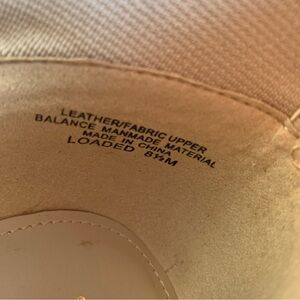 LEATHER/FABRIC UPPER
BALANCE MANMADE MATERIAL
MADE IN CHINA
LOADED 8½M